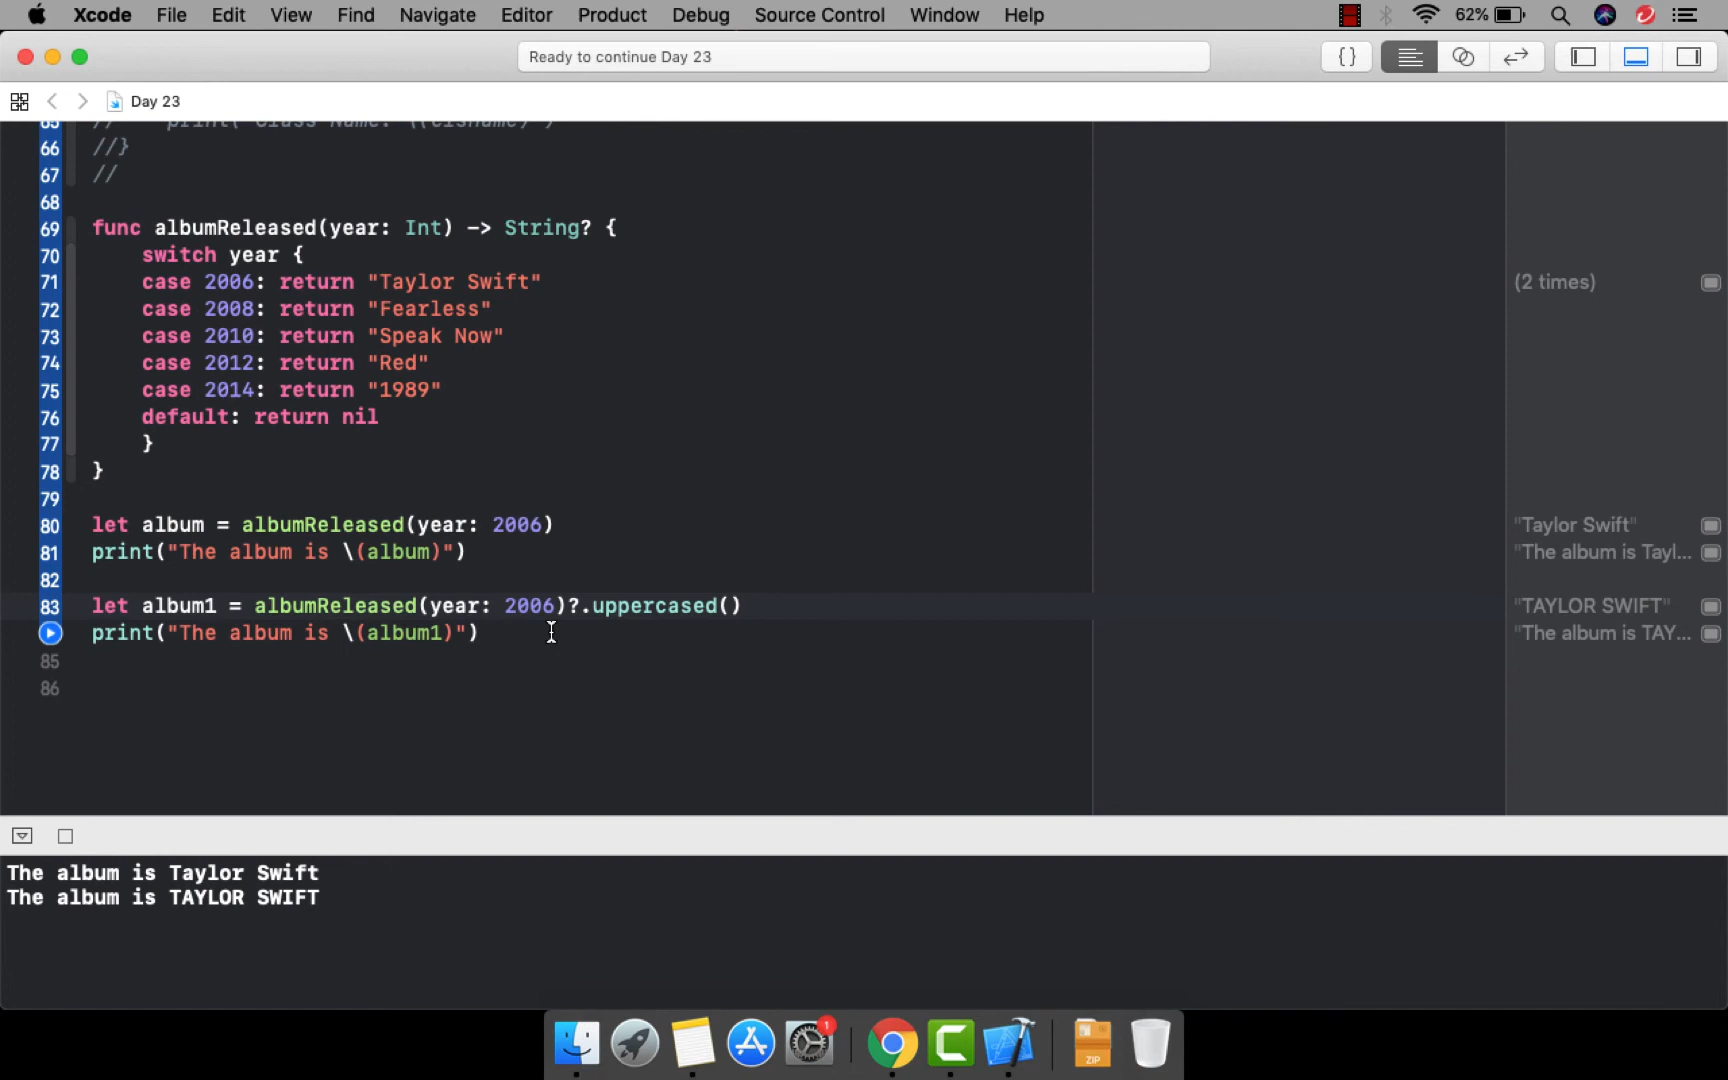 Xcode File Edit View Find Navigate Editor Product Debug Source Control Window Help 62%
Ready to continue Day 23
Day 23
66 //}
67 //
68
69 func albumReleased(year: Int) -> String? {
70 switch year {
71 case 2006: return "Taylor Swift" (2 times)
72 case 2008: return "Fearless"
73 case 2010: return "Speak Now"
74 case 2012: return "Red"
75 case 2014: return "1989"
76 default: return nil
77 }
78 }
79
80 let album = albumReleased(year: 2006) "Taylor Swift"
81 print("The album is \(album)") "The album is Tayl...
82
83 let album1 = albumReleased(year: 2006)?.uppercased() "TAYLOR SWIFT"
print("The album is \(album1)") "The album is TAY...
85
86
The album is Taylor Swift
The album is TAYLOR SWIFT
1
ZIP